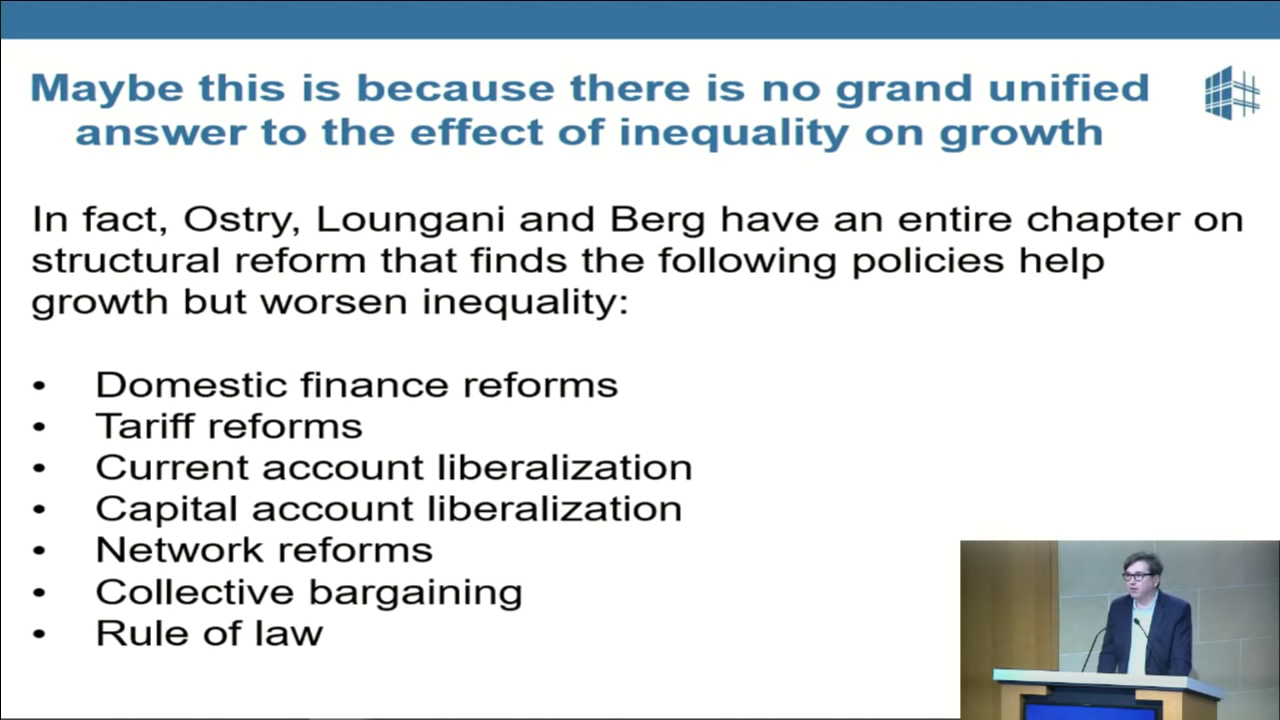 Maybe this is because there is no grand unified
answer to the effect of inequality on growth
In fact, Ostry, Loungani and Berg have an entire chapter on
structural reform that finds the following policies help
growth but worsen inequality:
• Domestic finance reforms
• Tariff reforms
• Current account liberalization
• Capital account liberalization
• Network reforms
• Collective bargaining
• Rule of law